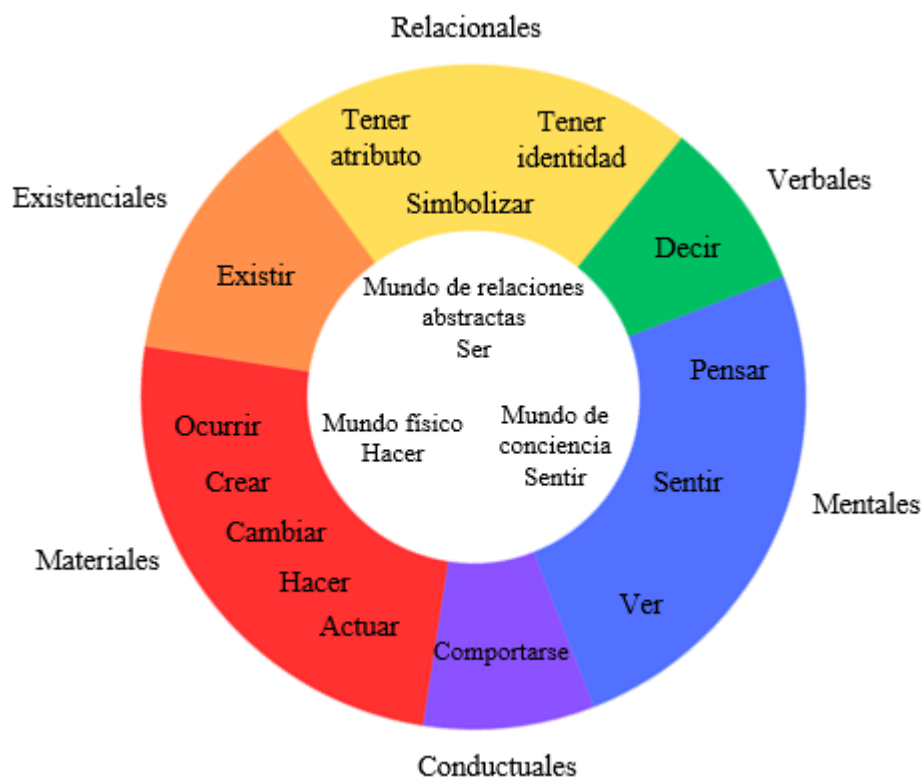 Relacionales
Tener
atributo
Tener
identidad
Simbolizar
Verbales
Decir
Existenciales
Existir
Mundo de relaciones
abstractas
Ser
Mundo físico
Hacer
Mundo de
conciencia
Sentir
Pensar
Sentir
Ver
Mentales
Ocurrir
Crear
Cambiar
Hacer
Actuar
Materiales
Comportarse
Conductuales